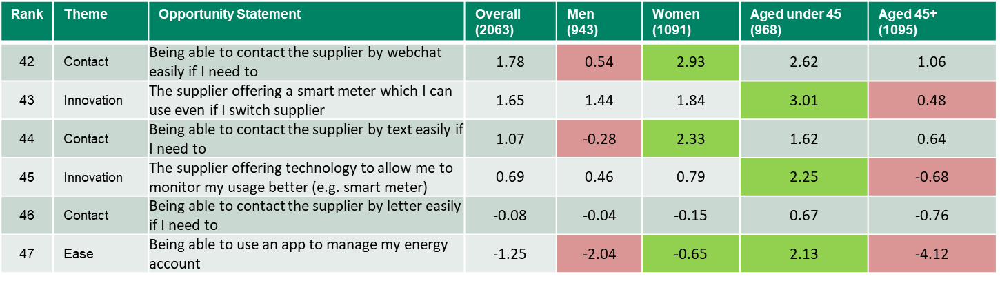 Rank Theme Opportunity Statement Overall (2063) Men (943) Women (1091) Aged under 45 (968) Aged 45+ (1095)
42 Contact Being able to contact the supplier by webchat easily if I need to 1.78 0.54 2.93 2.62 1.06
43 Innovation The supplier offering a smart meter which I can use even if I switch supplier 1.65 1.44 1.84 3.01 0.48
44 Contact Being able to contact the supplier by text easily if I need to 1.07 -0.28 2.33 1.62 0.64
45 Innovation The supplier offering technology to allow me to monitor my usage better (e.g. smart meter) 0.69 0.46 0.79 2.25 -0.68
46 Contact Being able to contact the supplier by letter easily if I need to -0.08 -0.04 -0.15 0.67 -0.76
47 Ease Being able to use an app to manage my energy account -1.25 -2.04 -0.65 2.13 -4.12